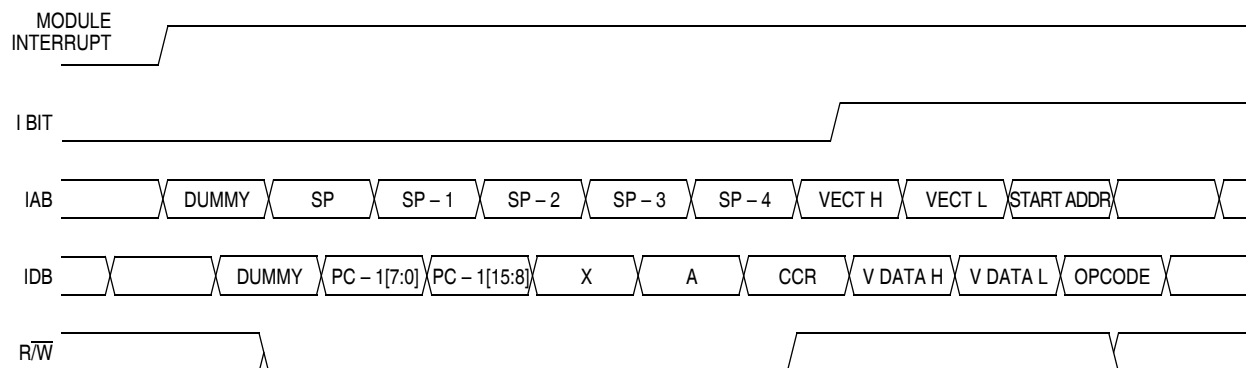 MODULE
INTERRUPT
I BIT
IAB DUMMY SP SP – 1 SP – 2 SP – 3 SP – 4 VECT H VECT L START ADDR
IDB DUMMY PC – 1[7:0] PC – 1[15:8] X A CCR V DATA H V DATA L OPCODE
R/W̅